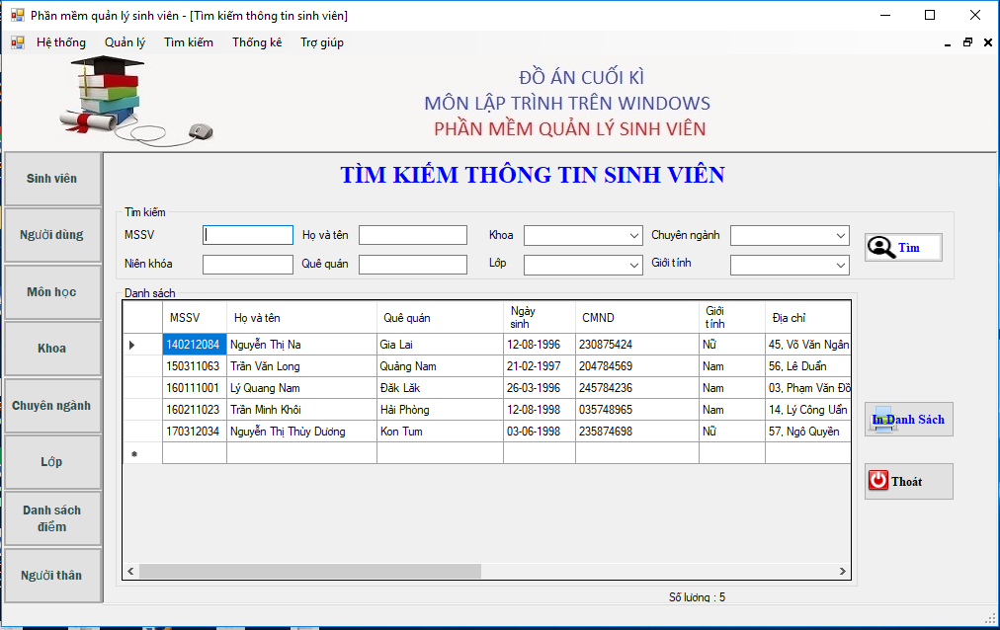 Phần mềm quản lý sinh viên - [Tìm kiếm thông tin sinh viên]
Hệ thống Quản lý Tìm kiếm Thống kê Trợ giúp
ĐỒ ÁN CUỐI KÌ
MÔN LẬP TRÌNH TRÊN WINDOWS
PHẦN MỀM QUẢN LÝ SINH VIÊN
Sinh viên
Người dùng
Môn học
Khoa
Chuyên ngành
Lớp
Danh sách
điểm
Người thân
TÌM KIẾM THÔNG TIN SINH VIÊN
Tìm kiếm
MSSV Họ và tên Khoa Chuyên ngành
Niên khóa Quê quán Lớp Giới tính
Tìm
Danh sách
MSSV Họ và tên Quê quán Ngày sinh CMND Giới tính Địa chỉ
140212084 Nguyễn Thị Na Gia Lai 12-08-1996 230875424 Nữ 45, Võ Văn Ngân
150311063 Trần Văn Long Quảng Nam 21-02-1997 204784569 Nam 56, Lê Duẩn
160111001 Lý Quang Nam Đăk Lăk 26-03-1996 245784236 Nam 03, Phạm Văn Đồ
160211023 Trần Minh Khôi Hải Phòng 12-08-1998 035748965 Nam 14, Lý Công Uẩn
170312034 Nguyễn Thị Thùy Dương Kon Tum 03-06-1998 235874698 Nữ 57, Ngô Quyền
In Danh Sách
Thoát
Số lượng : 5